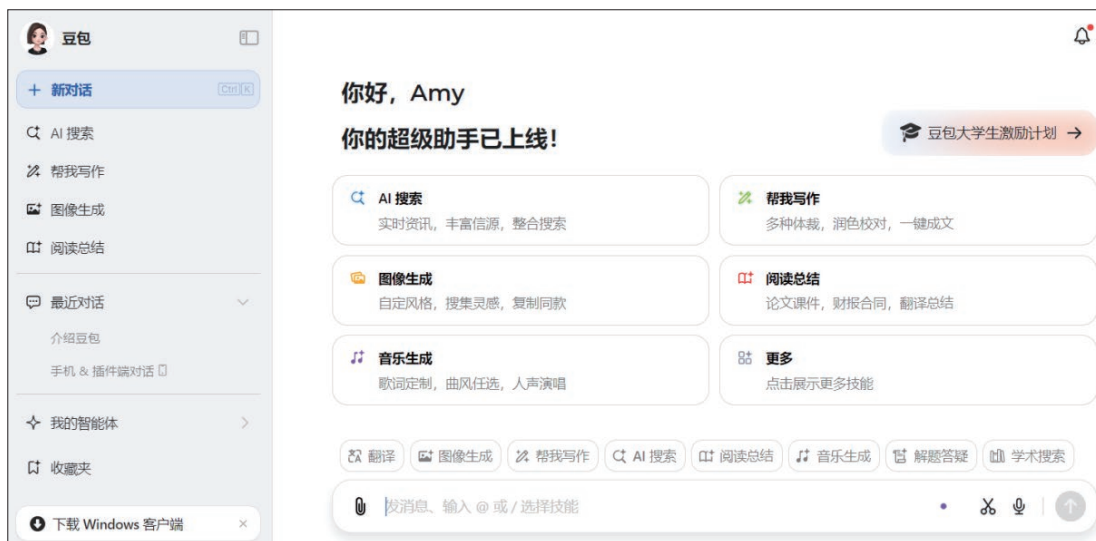 豆包
新对话
Ctrl K
AI 搜索
帮我写作
图像生成
阅读总结
最近对话
介绍豆包
手机 & 插件端对话
我的智能体
收藏夹
下载 Windows 客户端
你好，Amy
你的超级助手已上线！
豆包大学生激励计划
AI 搜索
实时资讯，丰富信源，整合搜索
帮我写作
多种体裁，润色校对，一键成文
图像生成
自定风格，搜集灵感，复制同款
阅读总结
论文课件，财报合同，翻译总结
音乐生成
歌词定制，曲风任选，人声演唱
更多
点击展示更多技能
翻译 图像生成 帮我写作 AI 搜索 阅读总结 音乐生成 解题答疑 学术搜索
发消息、输入 @ 或 / 选择技能